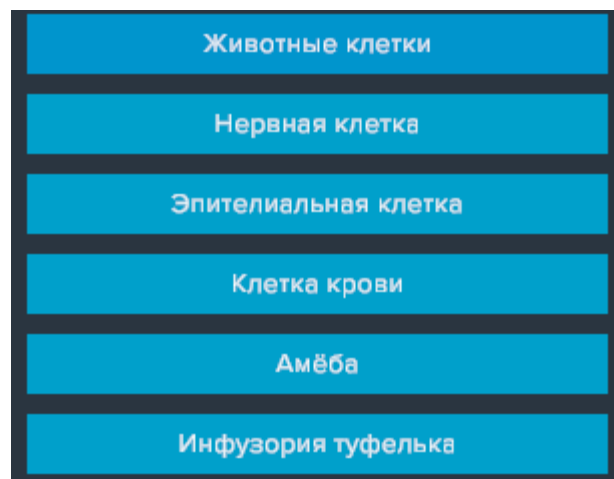 Животные клетки
Нервная клетка
Эпителиальная клетка
Клетка крови
Амёба
Инфузория туфелька